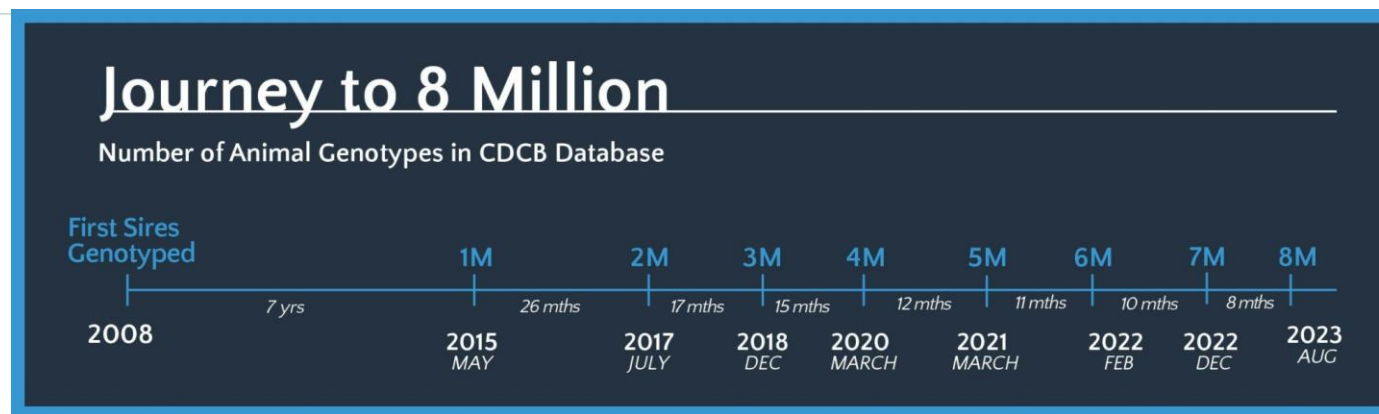 Journey to 8 Million
Number of Animal Genotypes in CDCB Database
First Sires
Genotyped
1M
2M
3M
4M
5M
6M
7M
8M
7 yrs
26 mths
17 mths
15 mths
12 mths
11 mths
10 mths
8 mths
2008
2015
MAY
2017
JULY
2018
DEC
2020
MARCH
2021
MARCH
2022
FEB
2022
DEC
2023
AUG